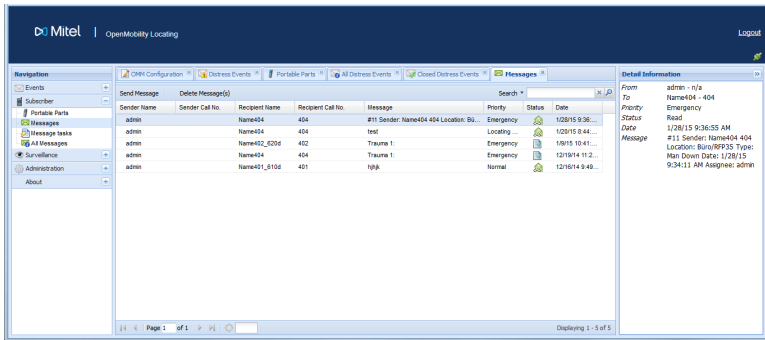 Mitel | OpenMobility Locating
Logout
Navigation
Events
Subscriber
Portable Parts
Messages
Message tasks
All Messages
Surveillance
Administration
About
OMM Configuration Distress Events Portable Parts All Distress Events Closed Distress Events Messages
Send Message Delete Message(s) Search
Sender Name Sender Call No. Recipient Name Recipient Call No. Message Priority Status Date
admin Name404 404 #11 Sender: Name404 404 Location: Bü... Emergency 1/28/15 9:36:...
admin Name404 404 test Locating ... 1/20/15 8:44:...
admin Name402_620d 402 Trauma 1: Emergency 1/9/15 10:41:...
admin Name404 404 Trauma 1: Emergency 12/19/14 11:2...
admin Name401_610d 401 hjhjk Normal 12/16/14 9:49...
Page 1 of 1 Displaying 1 - 5 of 5
Detail Information
From admin - n/a
To Name404 - 404
Priority Emergency
Status Read
Date 1/28/15 9:36:55 AM
Message #11 Sender: Name404 404
Location: Büro/RFP35 Type:
Man Down Date: 1/28/15
9:34:11 AM Assignee: admin